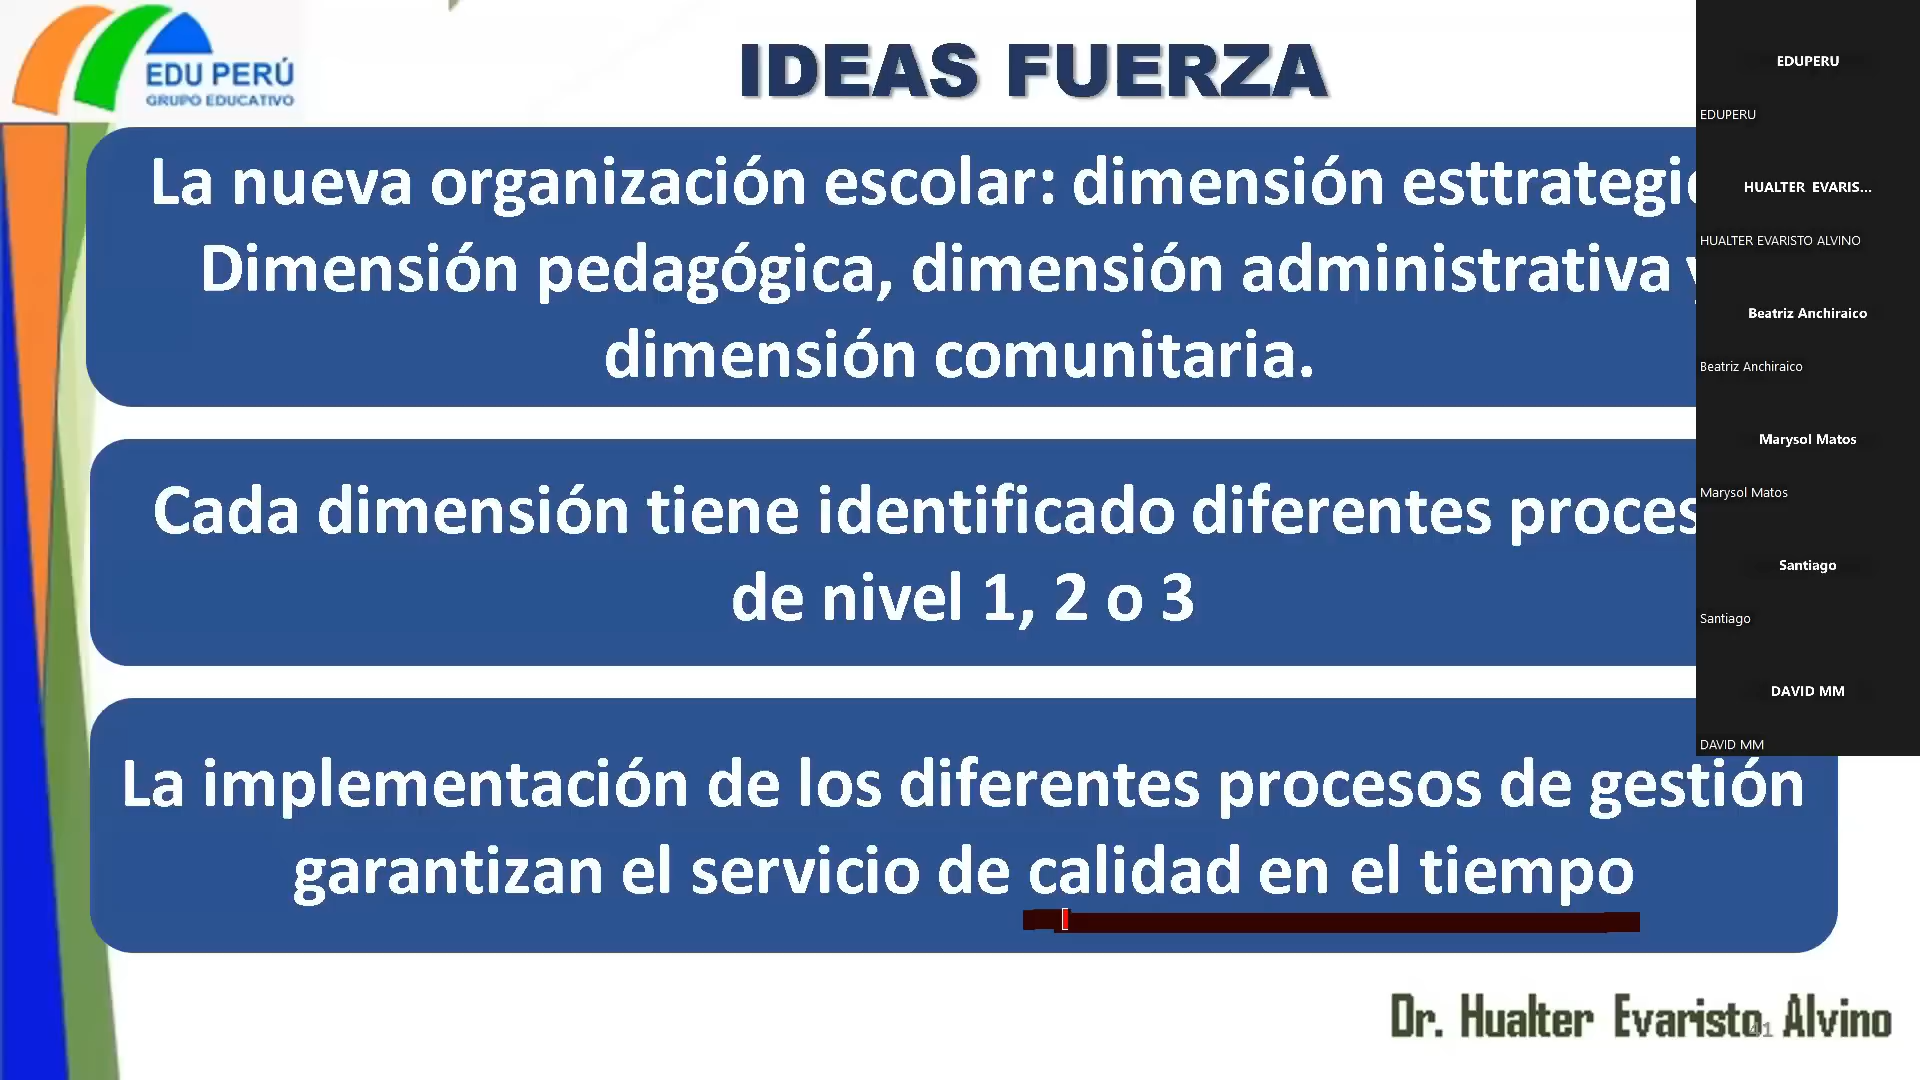 EDU PERÚ
GRUPO EDUCATIVO
IDEAS FUERZA
La nueva organización escolar: dimensión
Dimensión pedagógica, dimensión administrativa y
dimensión comunitaria.
Cada dimensión tiene identificado diferentes
de nivel 1, 2 o 3
La implementación de los diferentes procesos de gestión
garantizan el servicio de calidad en el tiempo
Dr. Hualter Evaristo Alvino
41
EDUPERU
EDUPERU
HUALTER EVARIS...
HUALTER EVARISTO ALVINO
Beatriz Anchiraico
Beatriz Anchiraico
Marysol Matos
Marysol Matos
Santiago
Santiago
DAVID MM
DAVID MM